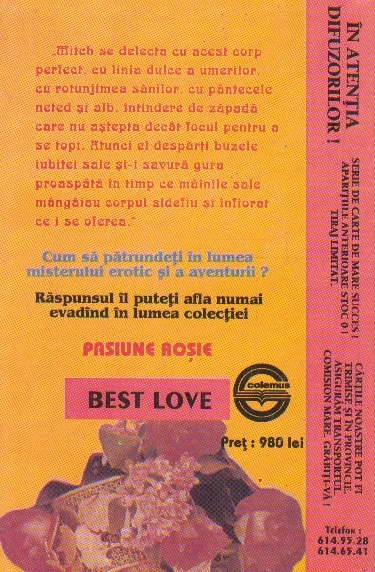 „Mitch se delecta cu acest corp
perfect, cu linia dulce a umerilor,
cu rotunjimea sânilor, cu pântecele
neted şi alb, întindere de zăpadă
care nu aştepta decât focul pentru a
se topi. Atunci el despărţi buzele
iubitei sale şi-i savură gura
proaspătă în timp ce mâinile sale
mângâiau corpul sidefiu şi înfiorat
ce i se oferea."
Cum să pătrundeţi în lumea
misterului erotic şi a aventurii ?
Răspunsul îl puteţi afla numai
evadînd în lumea colecţiei
PASIUNE ROŞIE
BEST LOVE
colemus
Preţ : 980 lei
ÎN ATENŢIA
DIFUZORILOR !
SERIE DE CARTE DE MARE SUCCES !
APARIŢIILE ANTERIOARE STOC 0 !
TIRAJ LIMITAT.
CĂRŢILE NOASTRE POT FI
TRIMISE ŞI ÎN PROVINCIE.
ASIGURĂM TRANSPORTUL.
COMISION MARE. GRĂBIŢI-VĂ !
Telefon :
614.95.28
614.65.41